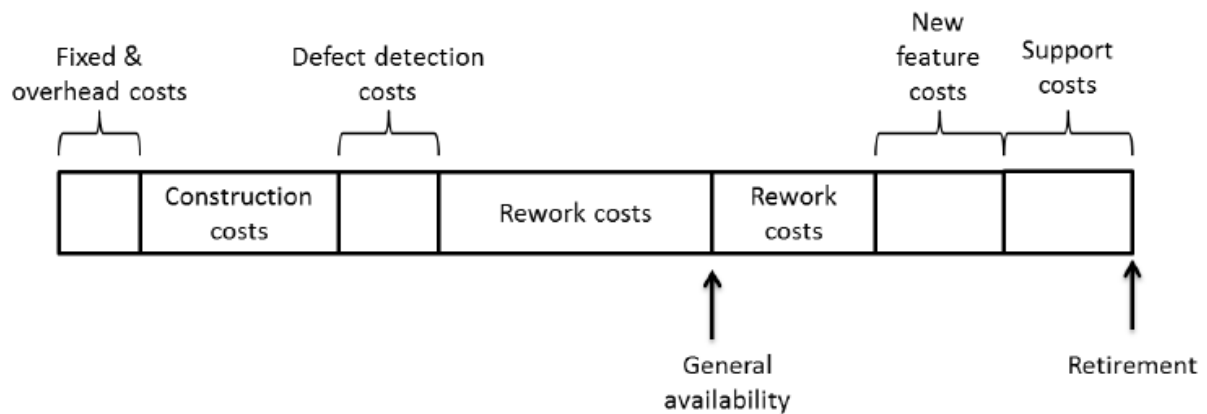 Fixed &
overhead costs
Defect detection
costs
New
feature
costs
Support
costs
Construction
costs
Rework costs
Rework
costs
General
availability
Retirement